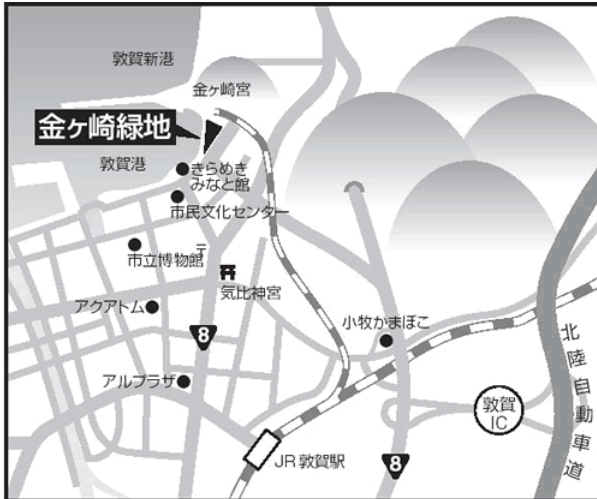 敦賀新港
金ヶ崎宮
金ヶ崎緑地
敦賀港
きらめき
みなと館
市民文化センター
〒
市立博物館
気比神宮
アクアトム
小牧かまぼこ
8
北陸自動車道
アルプラザ
敦賀
IC
JR敦賀駅
8